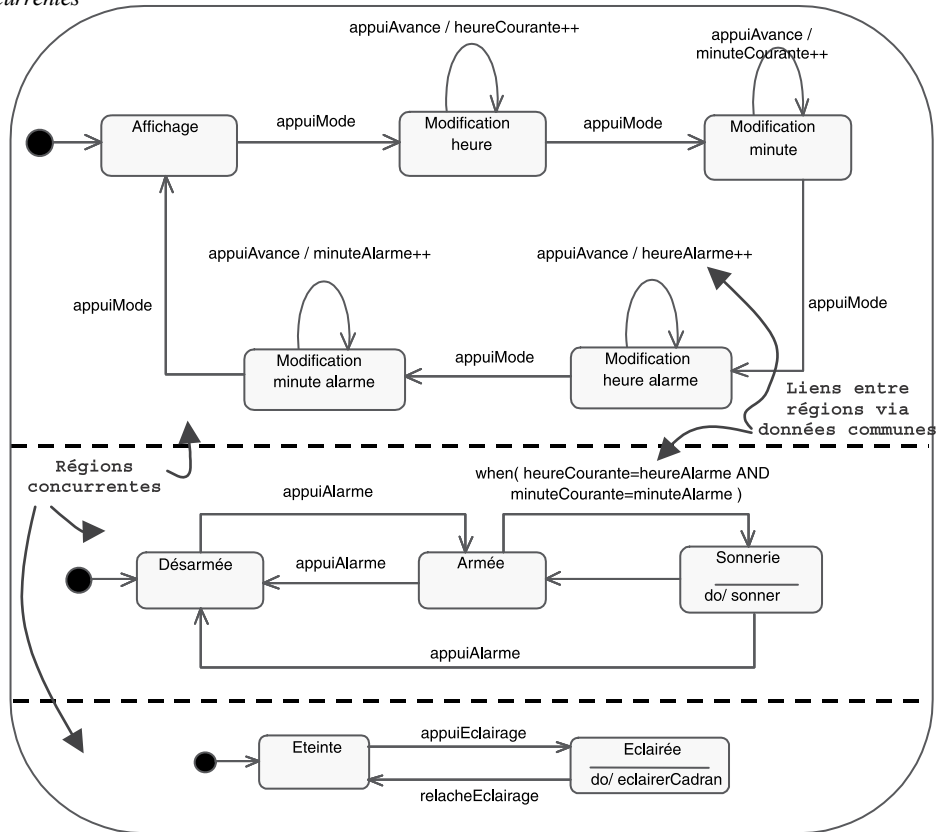 appuiAvance / heureCourante++
appuiAvance /
minuteCourante++
Affichage
appuiMode
Modification
heure
appuiMode
Modification
minute
appuiAvance / minuteAlarme++
appuiAvance / heureAlarme++
appuiMode
appuiMode
Modification
minute alarme
appuiMode
Modification
heure alarme
Liens entre
régions via
données communes
Régions
concurrentes
when( heureCourante=heureAlarme AND
minuteCourante=minuteAlarme )
appuiAlarme
Désarmée
appuiAlarme
Armée
Sonnerie
do/ sonner
appuiAlarme
Eteinte
appuiEclairage
Eclairée
do/ eclairerCadran
relacheEclairage